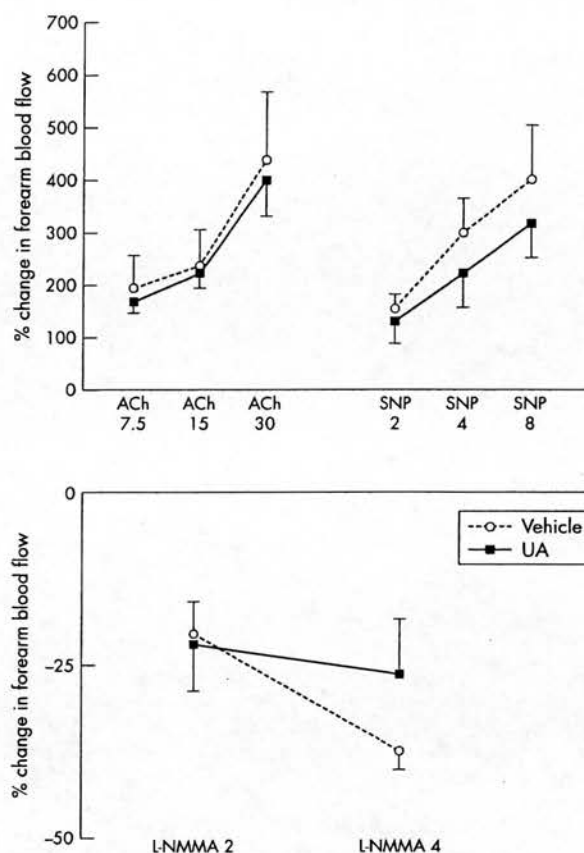 % change in forearm blood flow
700
600
500
400
300
200
100
0
ACh ACh ACh SNP SNP SNP
7.5 15 30 2 4 8
% change in forearm blood flow
0
−25
−50
Vehicle
UA
L-NMMA 2 L-NMMA 4